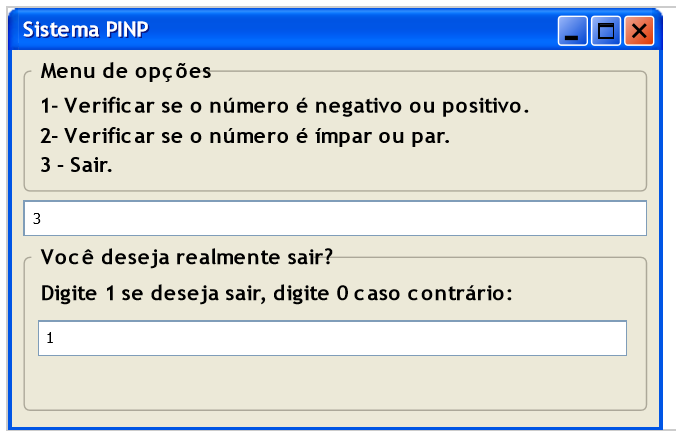 Sistema PINP
Menu de opções
1- Verificar se o número é negativo ou positivo.
2- Verificar se o número é ímpar ou par.
3 - Sair.
3
Você deseja realmente sair?
Digite 1 se deseja sair, digite 0 caso contrário:
1